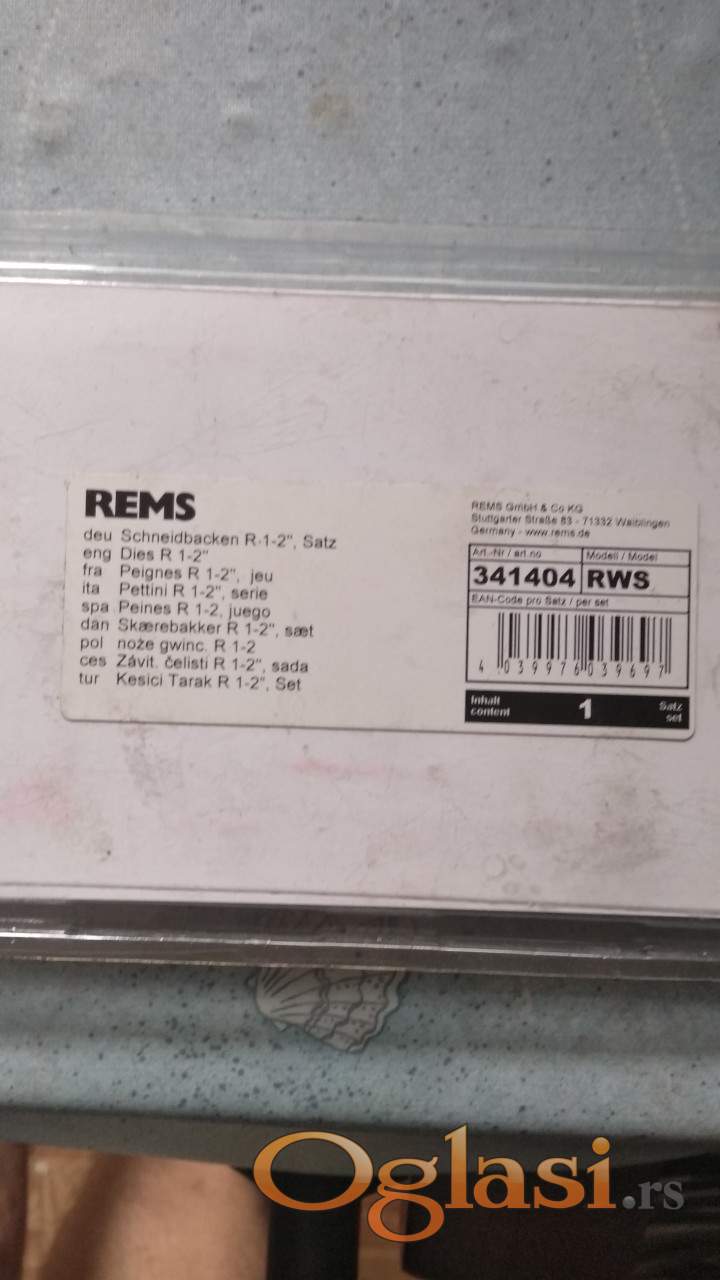 REMS
deu Schneidbacken R 1-2", Satz
eng Dies R 1-2"
fra Peignes R 1-2", jeu
ita Pettini R 1-2", serie
spa Peines R 1-2, juego
dan Skærebakker R 1-2", sæt
pol noże gwinc. R 1-2
ces Závit. čelisti R 1-2", sada
tur Kesici Tarak R 1-2", Set
REMS GmbH & Co KG
Stuttgarter Straße 83 - 71332 Waiblingen
Germany - www.rems.de
Art.-Nr / art.no
Modell / Model
341404
RWS
EAN-Code pro Satz / per set
4 039976 039697
Inhalt
content
1
Satz
set
Oglasi.rs